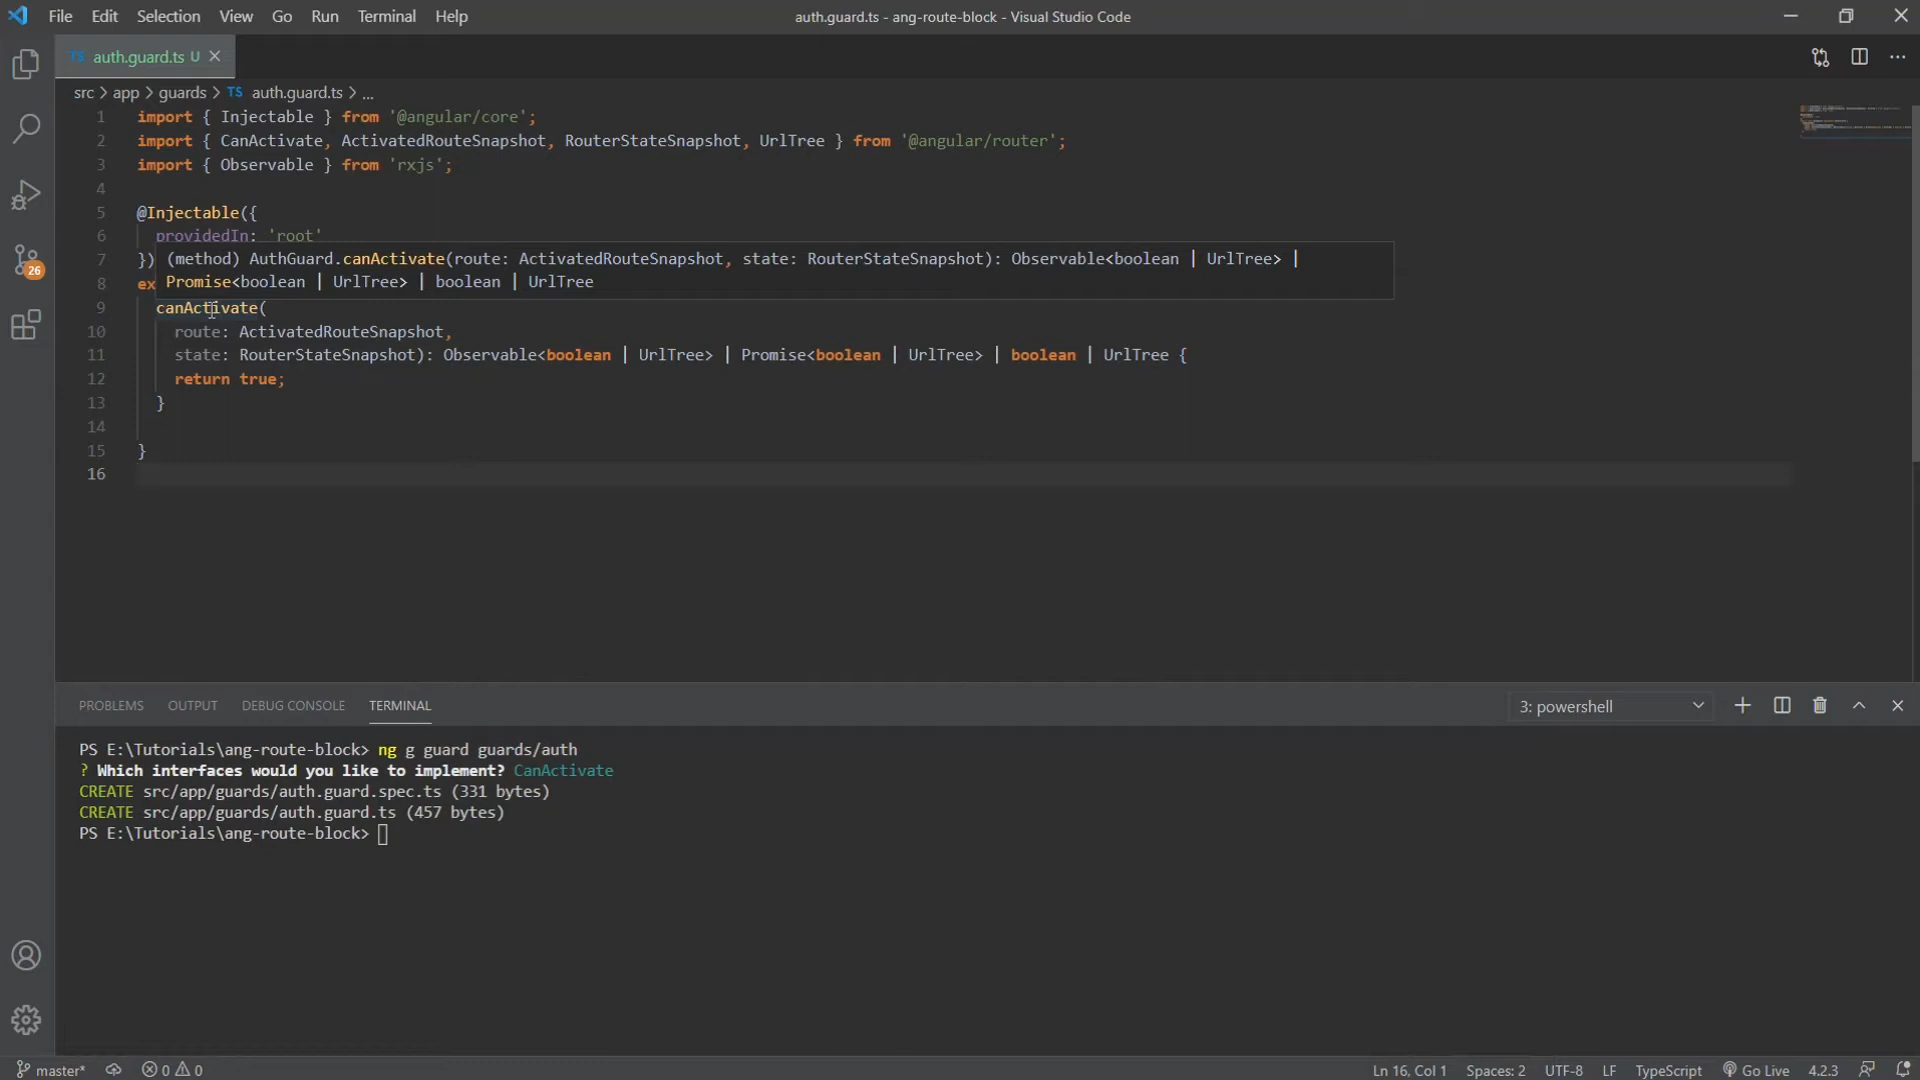 File Edit Selection View Go Run Terminal Help
auth.guard.ts - ang-route-block - Visual Studio Code
TS auth.guard.ts U
src > app > guards > TS auth.guard.ts > ...
1 import { Injectable } from '@angular/core';
2 import { CanActivate, ActivatedRouteSnapshot, RouterStateSnapshot, UrlTree } from '@angular/router';
3 import { Observable } from 'rxjs';
4
5 @Injectable({
6 providedIn: 'root'
7 }) (method) AuthGuard.canActivate(route: ActivatedRouteSnapshot, state: RouterStateSnapshot): Observable<boolean | UrlTree> |
8 ex Promise<boolean | UrlTree> | boolean | UrlTree
9 canActivate(
10 route: ActivatedRouteSnapshot,
11 state: RouterStateSnapshot): Observable<boolean | UrlTree> | Promise<boolean | UrlTree> | boolean | UrlTree {
12 return true;
13 }
14
15 }
16
26
PROBLEMS OUTPUT DEBUG CONSOLE TERMINAL
3: powershell
PS E:\Tutorials\ang-route-block> ng g guard guards/auth
? Which interfaces would you like to implement? CanActivate
CREATE src/app/guards/auth.guard.spec.ts (331 bytes)
CREATE src/app/guards/auth.guard.ts (457 bytes)
PS E:\Tutorials\ang-route-block>
master* 0 0 Ln 16, Col 1 Spaces: 2 UTF-8 LF TypeScript Go Live 4.2.3